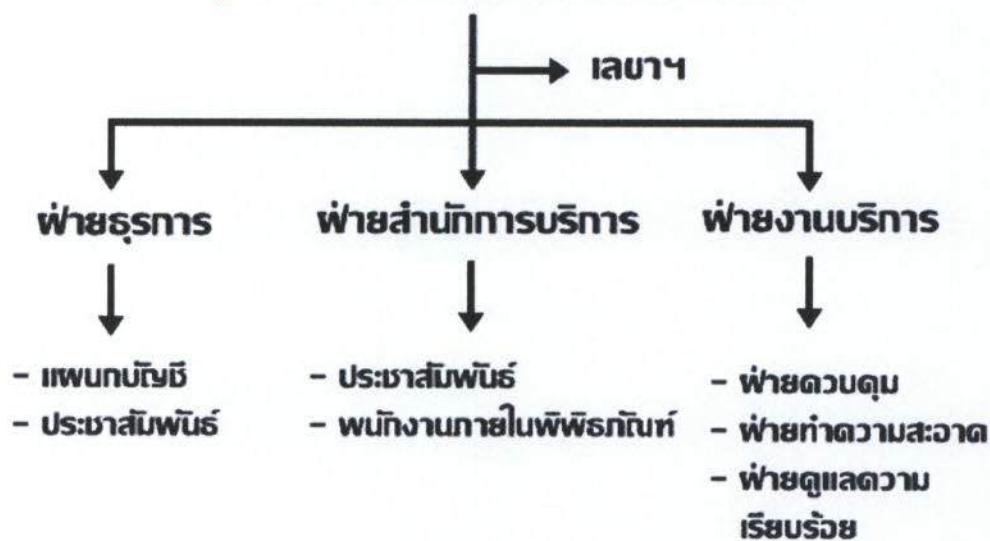 เลขาฯ
ฝ่ายธุรการ
ฝ่ายสำนักการบริการ
ฝ่ายงานบริการ
- แผนกบัญชี
- ประชาสัมพันธ์
- ประชาสัมพันธ์
- พนักงานภายในพิพิธภัณฑ์
- ฝ่ายควบคุม
- ฝ่ายทำความสะอาด
- ฝ่ายดูแลความ
เรียบร้อย